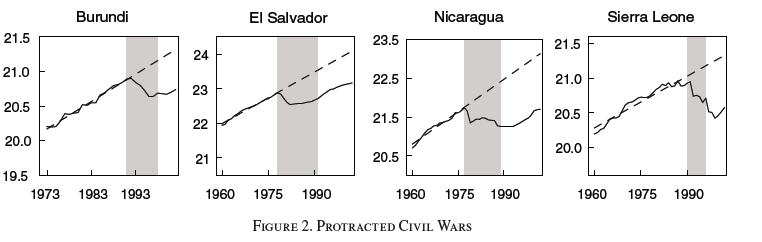 Burundi
El Salvador
Nicaragua
Sierra Leone
21.5
21.0
20.5
20.0
19.5
1973 1983 1993
24
23
22
21
1960 1975 1990
23.5
22.5
21.5
20.5
1960 1975 1990
21.5
21.0
20.5
20.0
1960 1975 1990
FIGURE 2. PROTRACTED CIVIL WARS